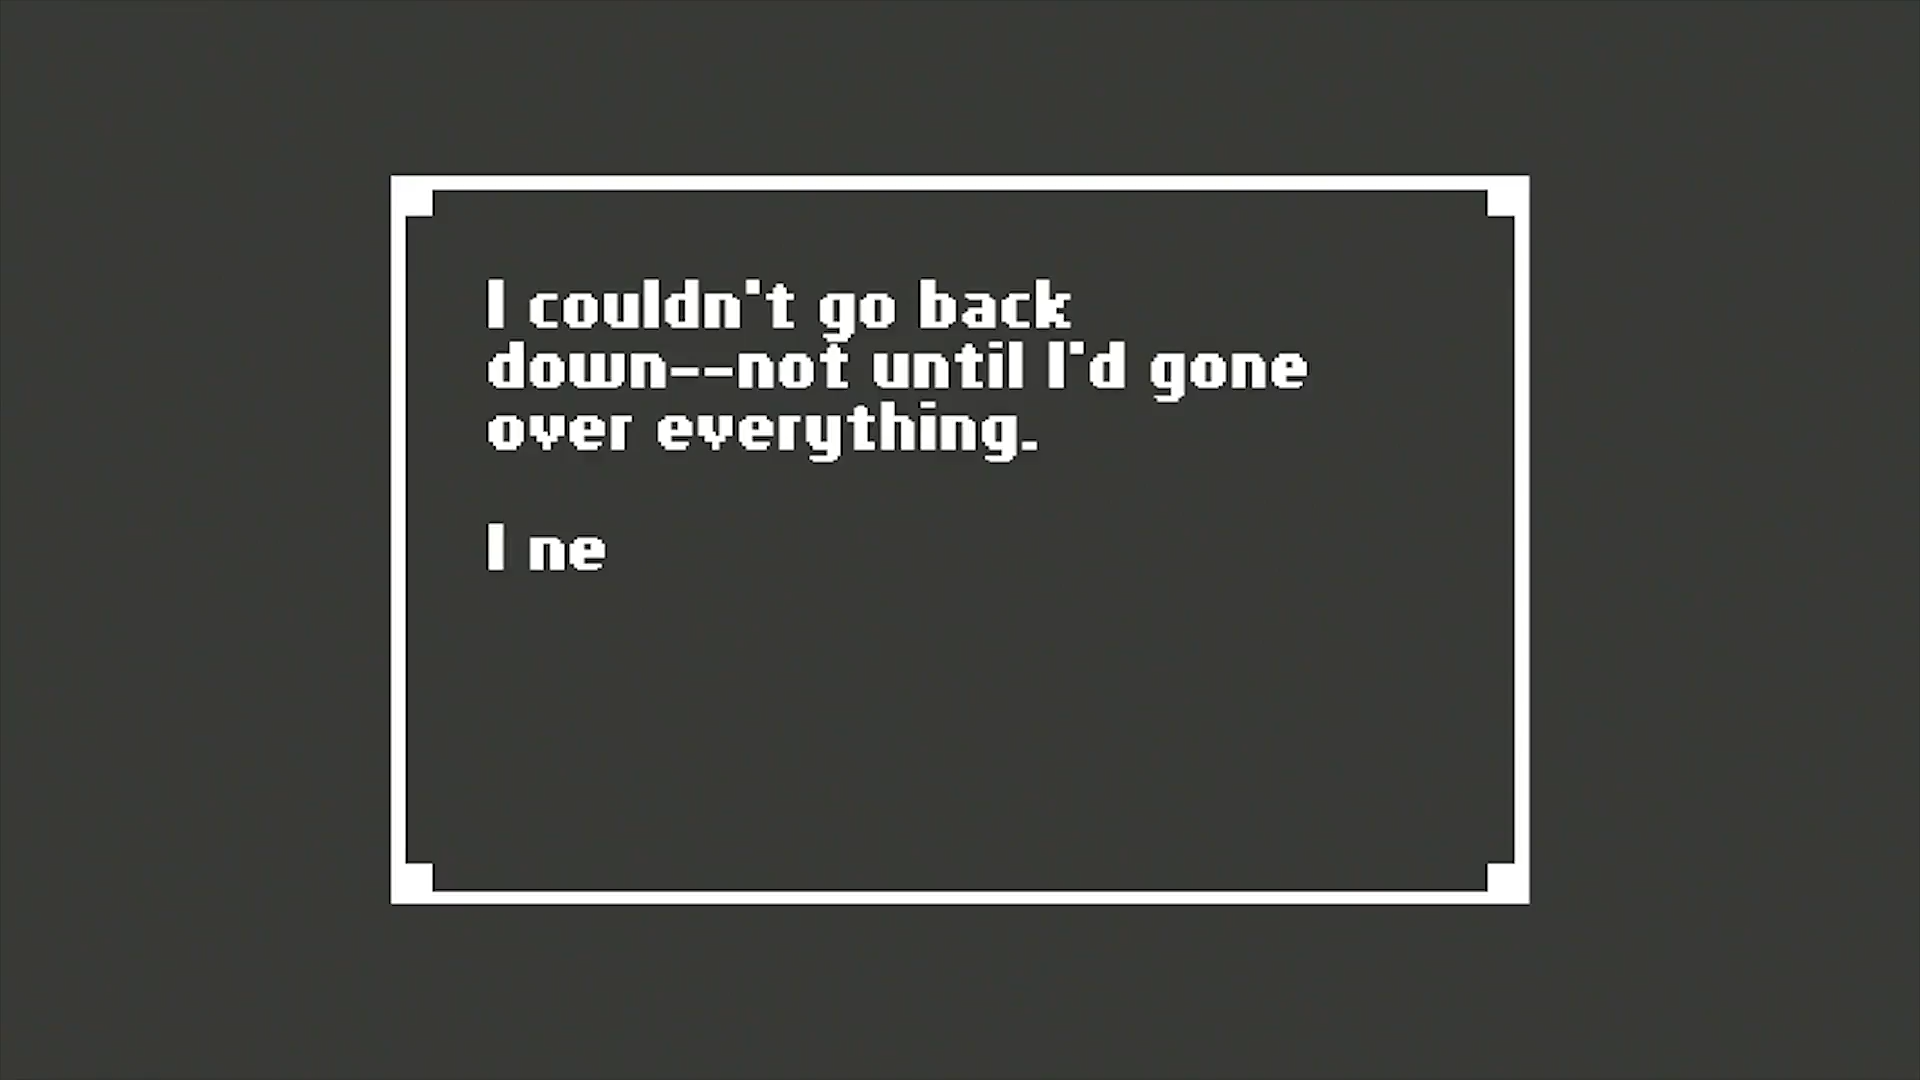 I couldn't go back
down--not until I'd gone
over everything.
I ne